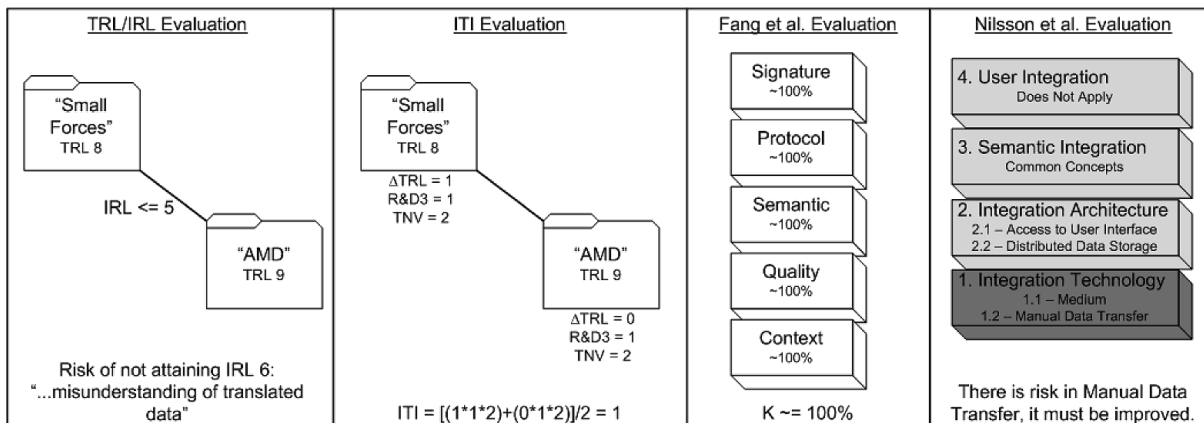 TRL/IRL Evaluation
"Small
Forces"
TRL 8
IRL <= 5
"AMD"
TRL 9
Risk of not attaining IRL 6:
"...misunderstanding of translated
data"
ITI Evaluation
"Small
Forces"
TRL 8
ΔTRL = 1
R&D3 = 1
TNV = 2
"AMD"
TRL 9
ΔTRL = 0
R&D3 = 1
TNV = 2
ITI = [(1*1*2)+(0*1*2)]/2 = 1
Fang et al. Evaluation
Signature
~100%
Protocol
~100%
Semantic
~100%
Quality
~100%
Context
~100%
K ~= 100%
Nilsson et al. Evaluation
4. User Integration
Does Not Apply
3. Semantic Integration
Common Concepts
2. Integration Architecture
2.1 – Access to User Interface
2.2 – Distributed Data Storage
1. Integration Technology
1.1 – Medium
1.2 – Manual Data Transfer
There is risk in Manual Data
Transfer, it must be improved.